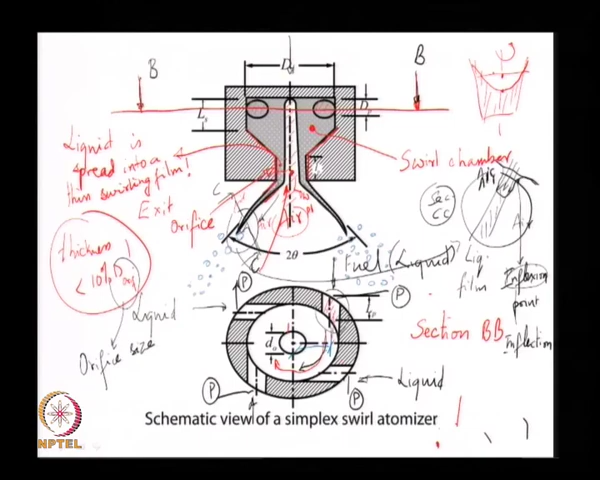 B
B
Liquid is
spread into a
thin swirling film!
Exit
Orifice
Swirl chamber
Air
Air
Sec
CC
C
C
2θ
thickness
< 10% D
Orifice size
Liquid
Fuel (Liquid)
Liq.
film
Inflexion
point
Inflection
Section BB
P
P
P
P
d
Liquid
Schematic view of a simplex swirl atomizer
NPTEL